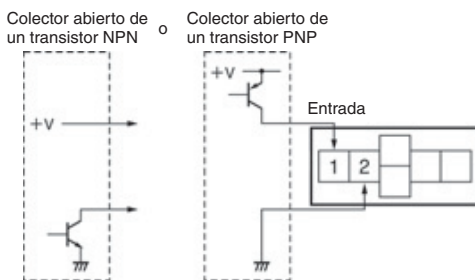 Colector abierto de
un transistor NPN
o
Colector abierto de
un transistor PNP
+V
+V
Entrada
1 2